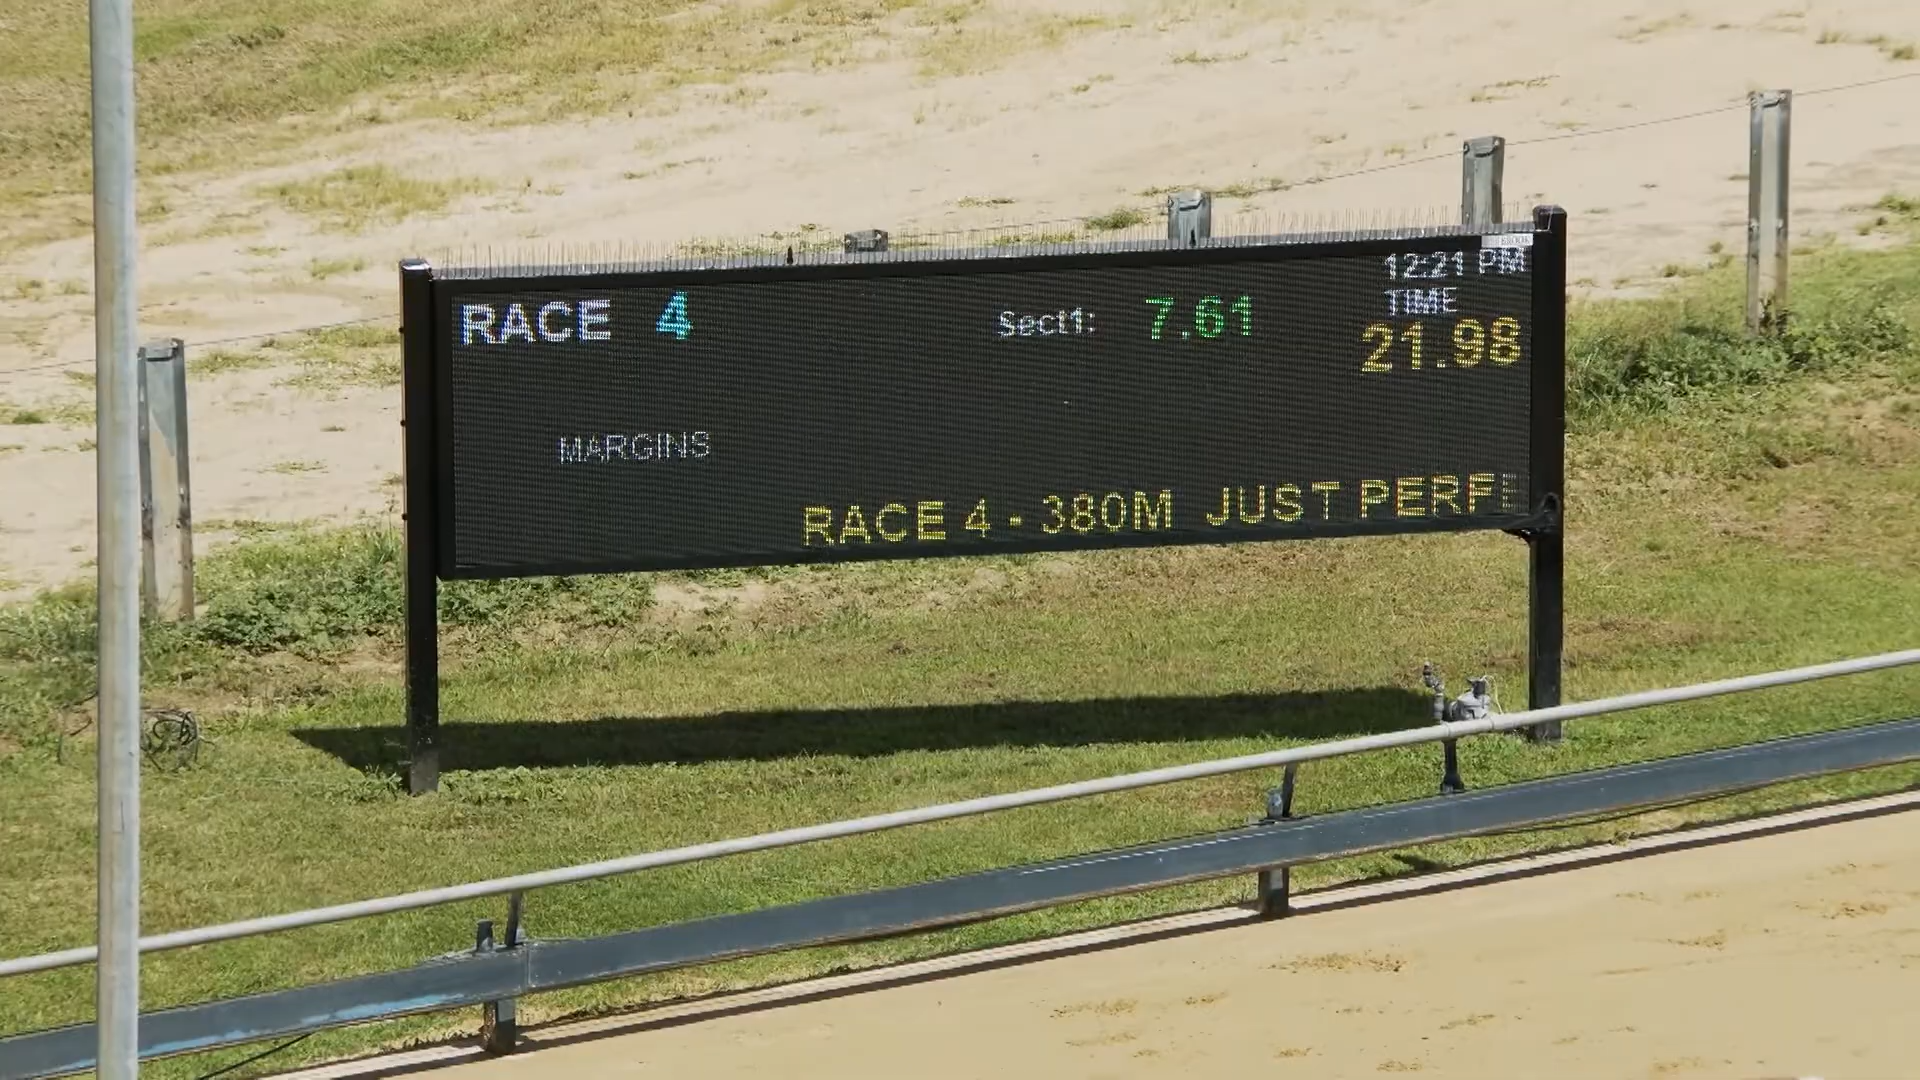 12:21 PM
RACE 4 Sect1: 7.61 TIME
21.98
MARGINS
RACE 4 - 380M JUST PERFE